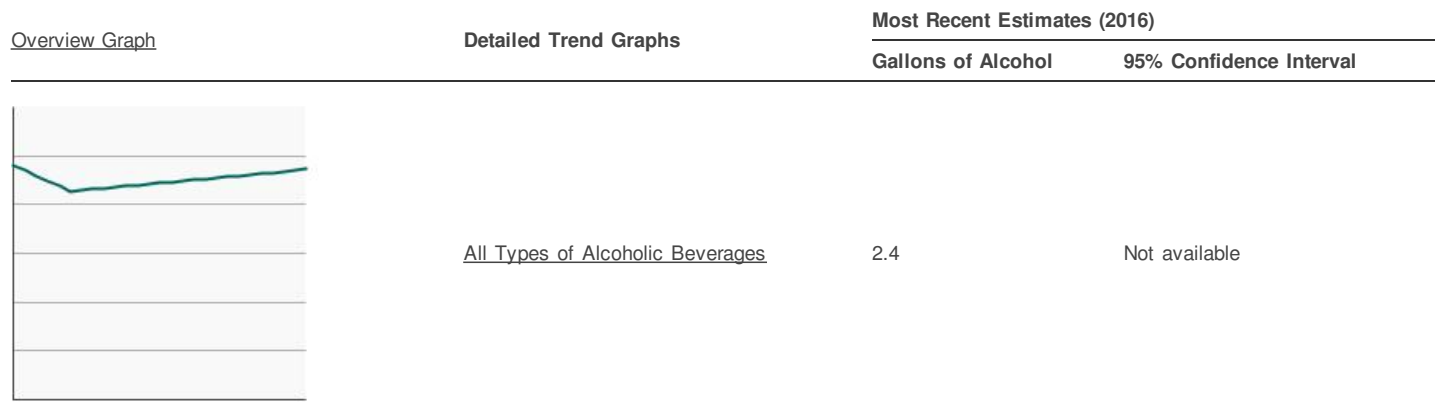 Overview Graph
Detailed Trend Graphs
Most Recent Estimates (2016)
Gallons of Alcohol
95% Confidence Interval
All Types of Alcoholic Beverages
2.4
Not available